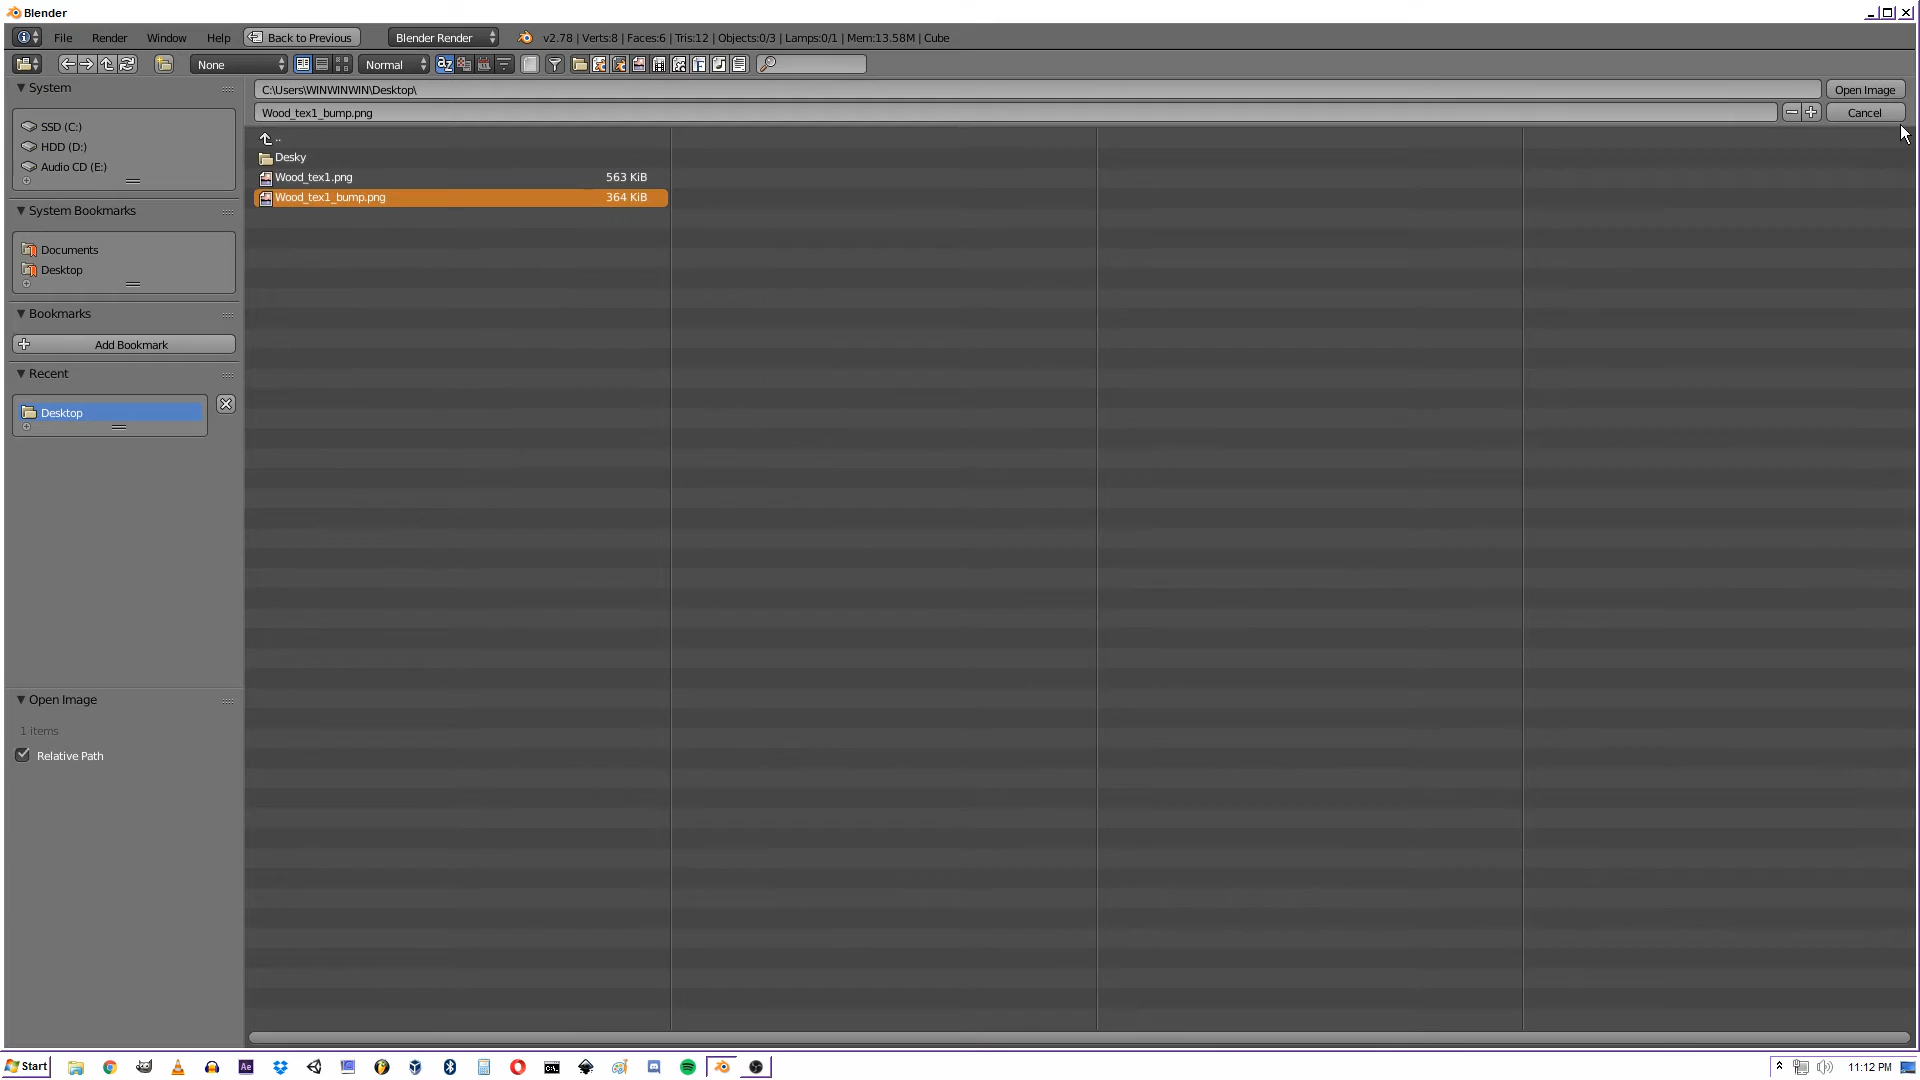 Blender
File Render Window Help Back to Previous Blender Render v2.78 | Verts:8 | Faces:6 | Tris:12 | Objects:0/3 | Lamps:0/1 | Mem:13.58M | Cube
None Normal
System
C:\Users\WINWINWIN\Desktop\ Open Image
Wood_tex1_bump.png Cancel
SSD (C:)
HDD (D:)
Audio CD (E:)
..
Desky
Wood_tex1.png 563 KiB
Wood_tex1_bump.png 364 KiB
System Bookmarks
Documents
Desktop
Bookmarks
Add Bookmark
Recent
Desktop
Open Image
1 items
Relative Path
Start 11:12 PM